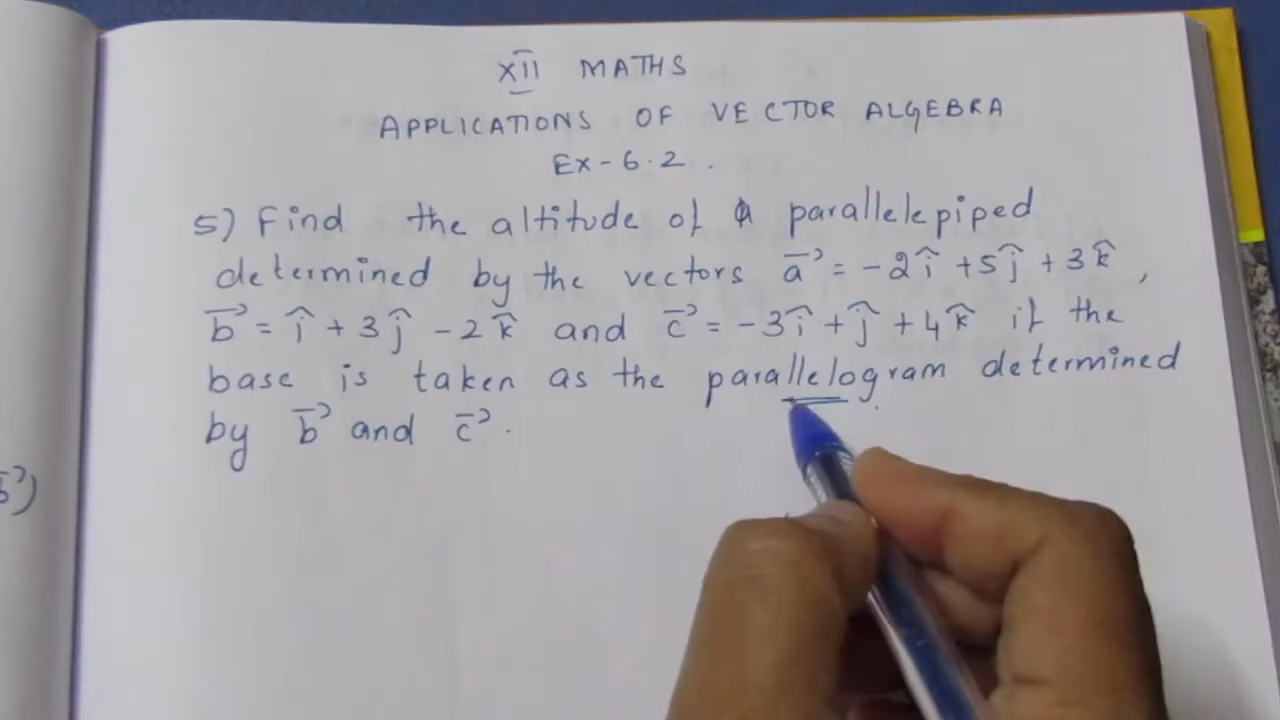 XII MATHS
APPLICATIONS OF VECTOR ALGEBRA
Ex-6.2.
5) Find the altitude of a parallelepiped
determined by the vectors a⃗ = -2î + 5ĵ + 3k̂,
b⃗ = î + 3ĵ - 2k̂ and c⃗ = -3î + ĵ + 4k̂ if the
base is taken as the parallelogram determined
by b⃗ and c⃗.
b⃗)